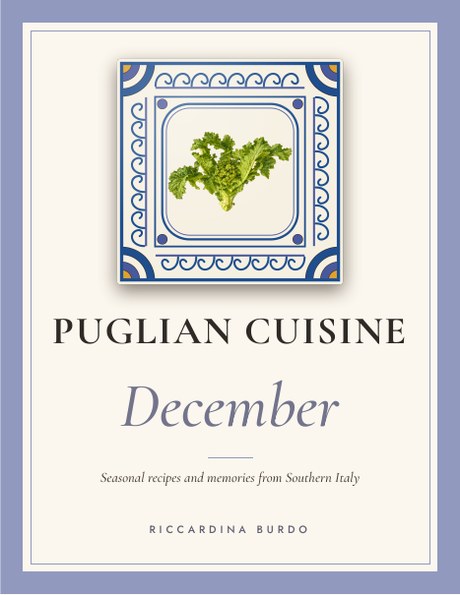 PUGLIAN CUISINE
December
Seasonal recipes and memories from Southern Italy
RICCARDINA BURDO